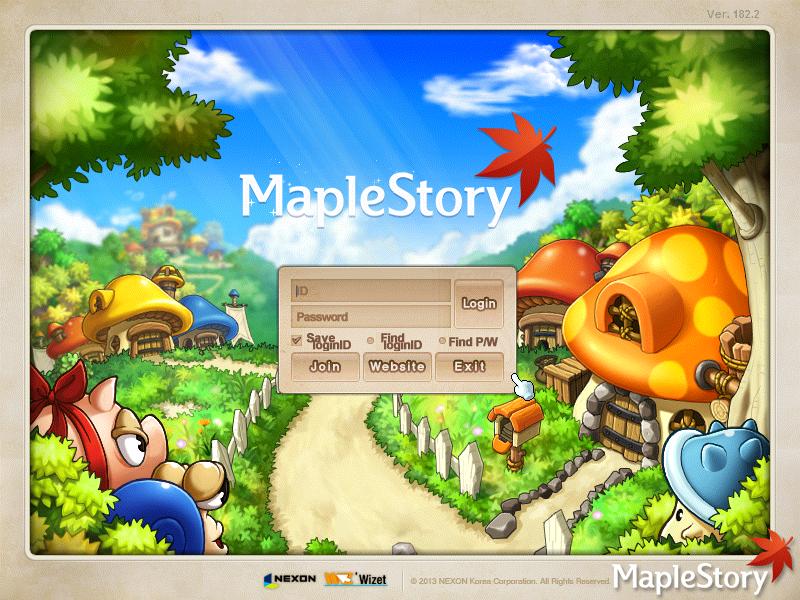 Ver. 182.2
MapleStory
ID
Login
Password
Save loginID
Find loginID
Find P/W
Join
Website
Exit
NEXON
Wizet
© 2013 NEXON Korea Corporation. All Rights Reserved.
MapleStory